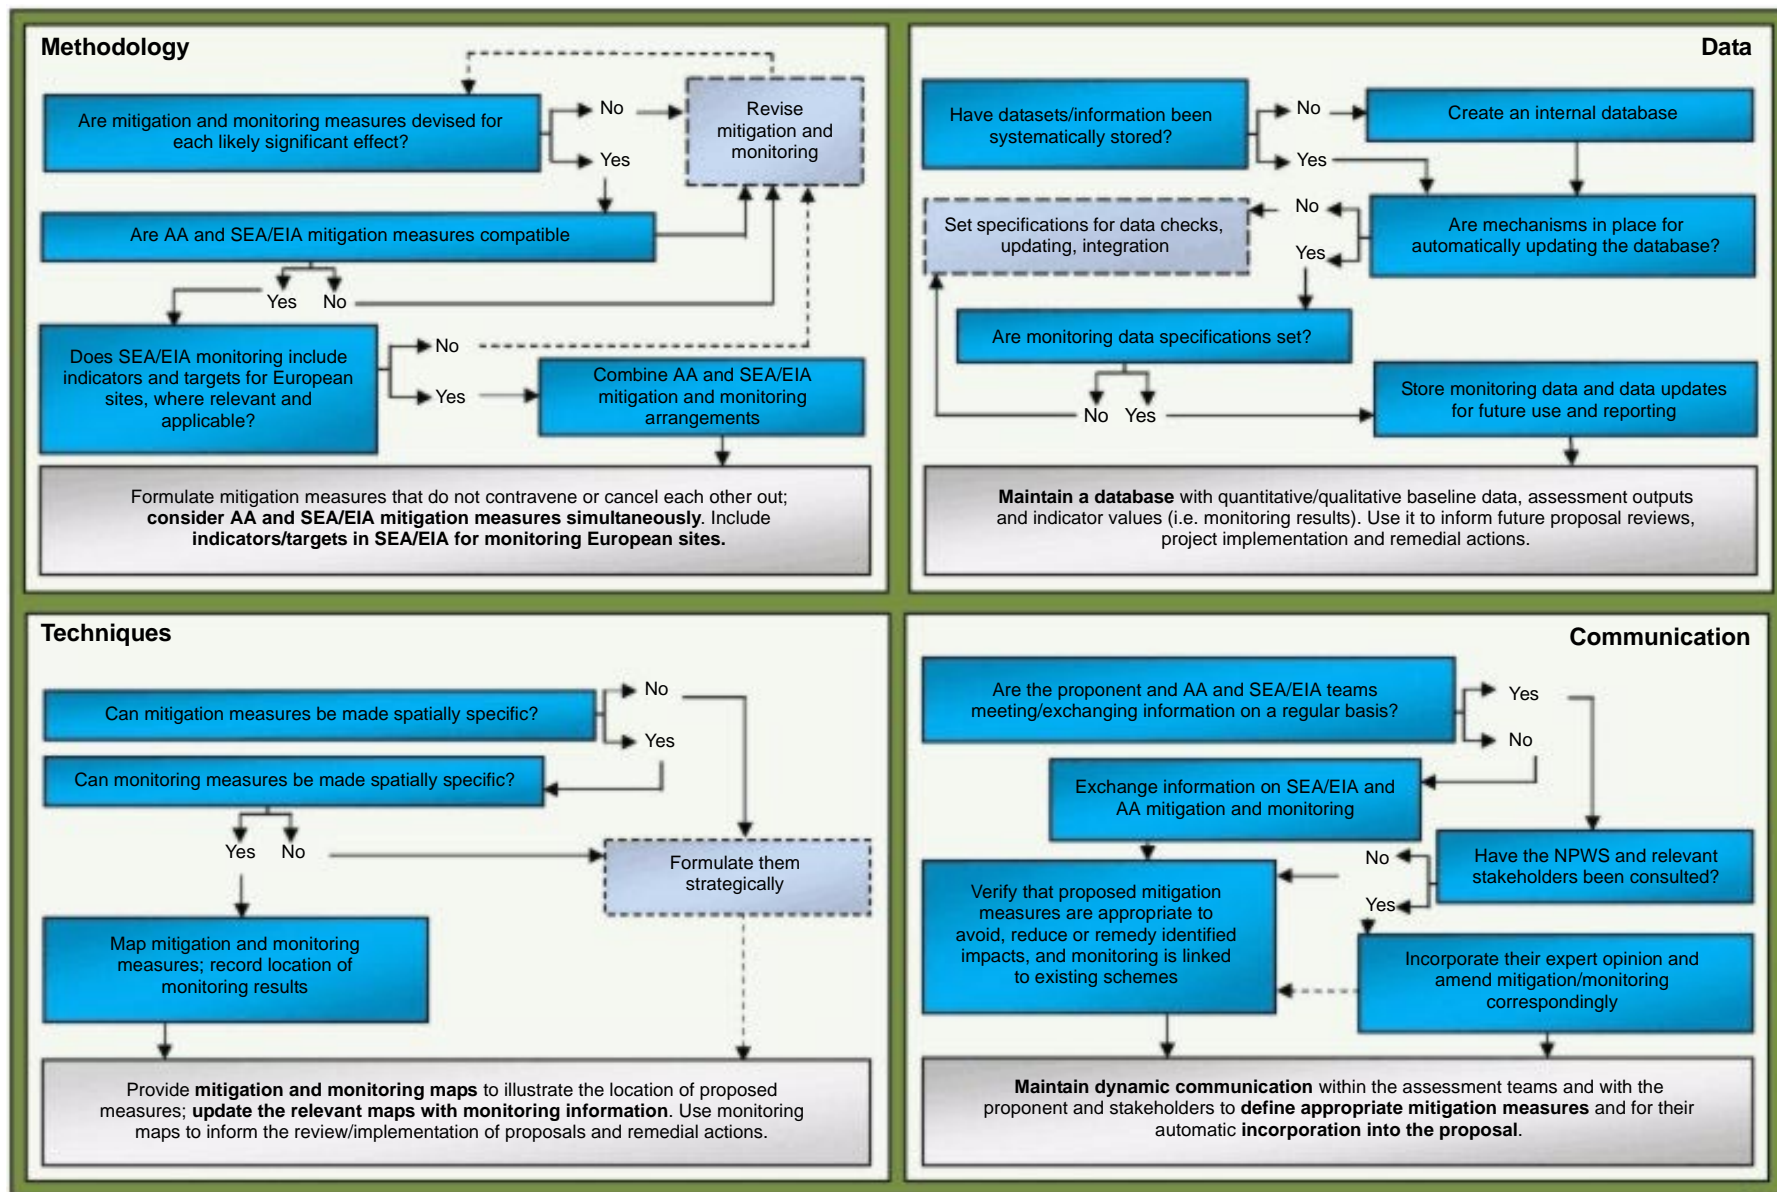 Methodology
Are mitigation and monitoring measures devised for
each likely significant effect?
No
Yes
Revise
mitigation and
monitoring
Are AA and SEA/EIA mitigation measures compatible
Yes
No
Does SEA/EIA monitoring include
indicators and targets for European
sites, where relevant and
applicable?
No
Yes
Combine AA and SEA/EIA
mitigation and monitoring
arrangements
Formulate mitigation measures that do not contravene or cancel each other out;
consider AA and SEA/EIA mitigation measures simultaneously. Include
indicators/targets in SEA/EIA for monitoring European sites.
Data
Have datasets/information been
systematically stored?
No
Yes
Create an internal database
Set specifications for data checks,
updating, integration
No
Yes
Are mechanisms in place for
automatically updating the database?
Are monitoring data specifications set?
No
Yes
Store monitoring data and data updates
for future use and reporting
Maintain a database with quantitative/qualitative baseline data, assessment outputs
and indicator values (i.e. monitoring results). Use it to inform future proposal reviews,
project implementation and remedial actions.
Techniques
Can mitigation measures be made spatially specific?
No
Yes
Can monitoring measures be made spatially specific?
Yes
No
Formulate them
strategically
Map mitigation and monitoring
measures; record location of
monitoring results
Provide mitigation and monitoring maps to illustrate the location of proposed
measures; update the relevant maps with monitoring information. Use monitoring
maps to inform the review/implementation of proposals and remedial actions.
Communication
Are the proponent and AA and SEA/EIA teams
meeting/exchanging information on a regular basis?
Yes
No
Exchange information on SEA/EIA and
AA mitigation and monitoring
No
Yes
Have the NPWS and relevant
stakeholders been consulted?
Verify that proposed mitigation
measures are appropriate to
avoid, reduce or remedy identified
impacts, and monitoring is linked
to existing schemes
Incorporate their expert opinion and
amend mitigation/monitoring
correspondingly
Maintain dynamic communication within the assessment teams and with the
proponent and stakeholders to define appropriate mitigation measures and for their
automatic incorporation into the proposal.